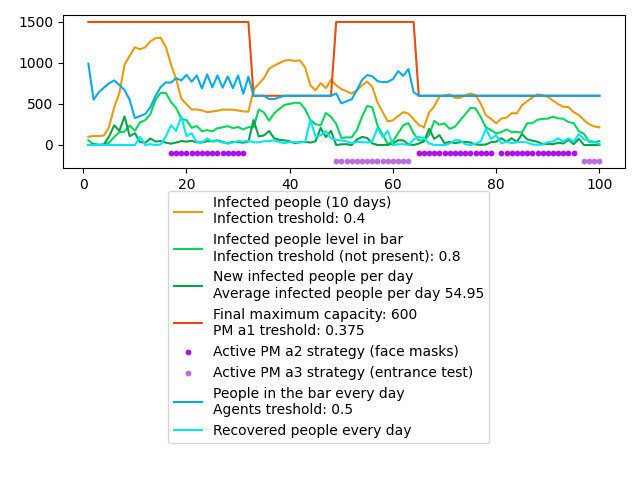 1500
1000
500
0
0
20
40
60
80
100
Infected people (10 days)
Infection treshold: 0.4
Infected people level in bar
Infection treshold (not present): 0.8
New infected people per day
Average infected people per day 54.95
Final maximum capacity: 600
PM a1 treshold: 0.375
Active PM a2 strategy (face masks)
Active PM a3 strategy (entrance test)
People in the bar every day
Agents treshold: 0.5
Recovered people every day